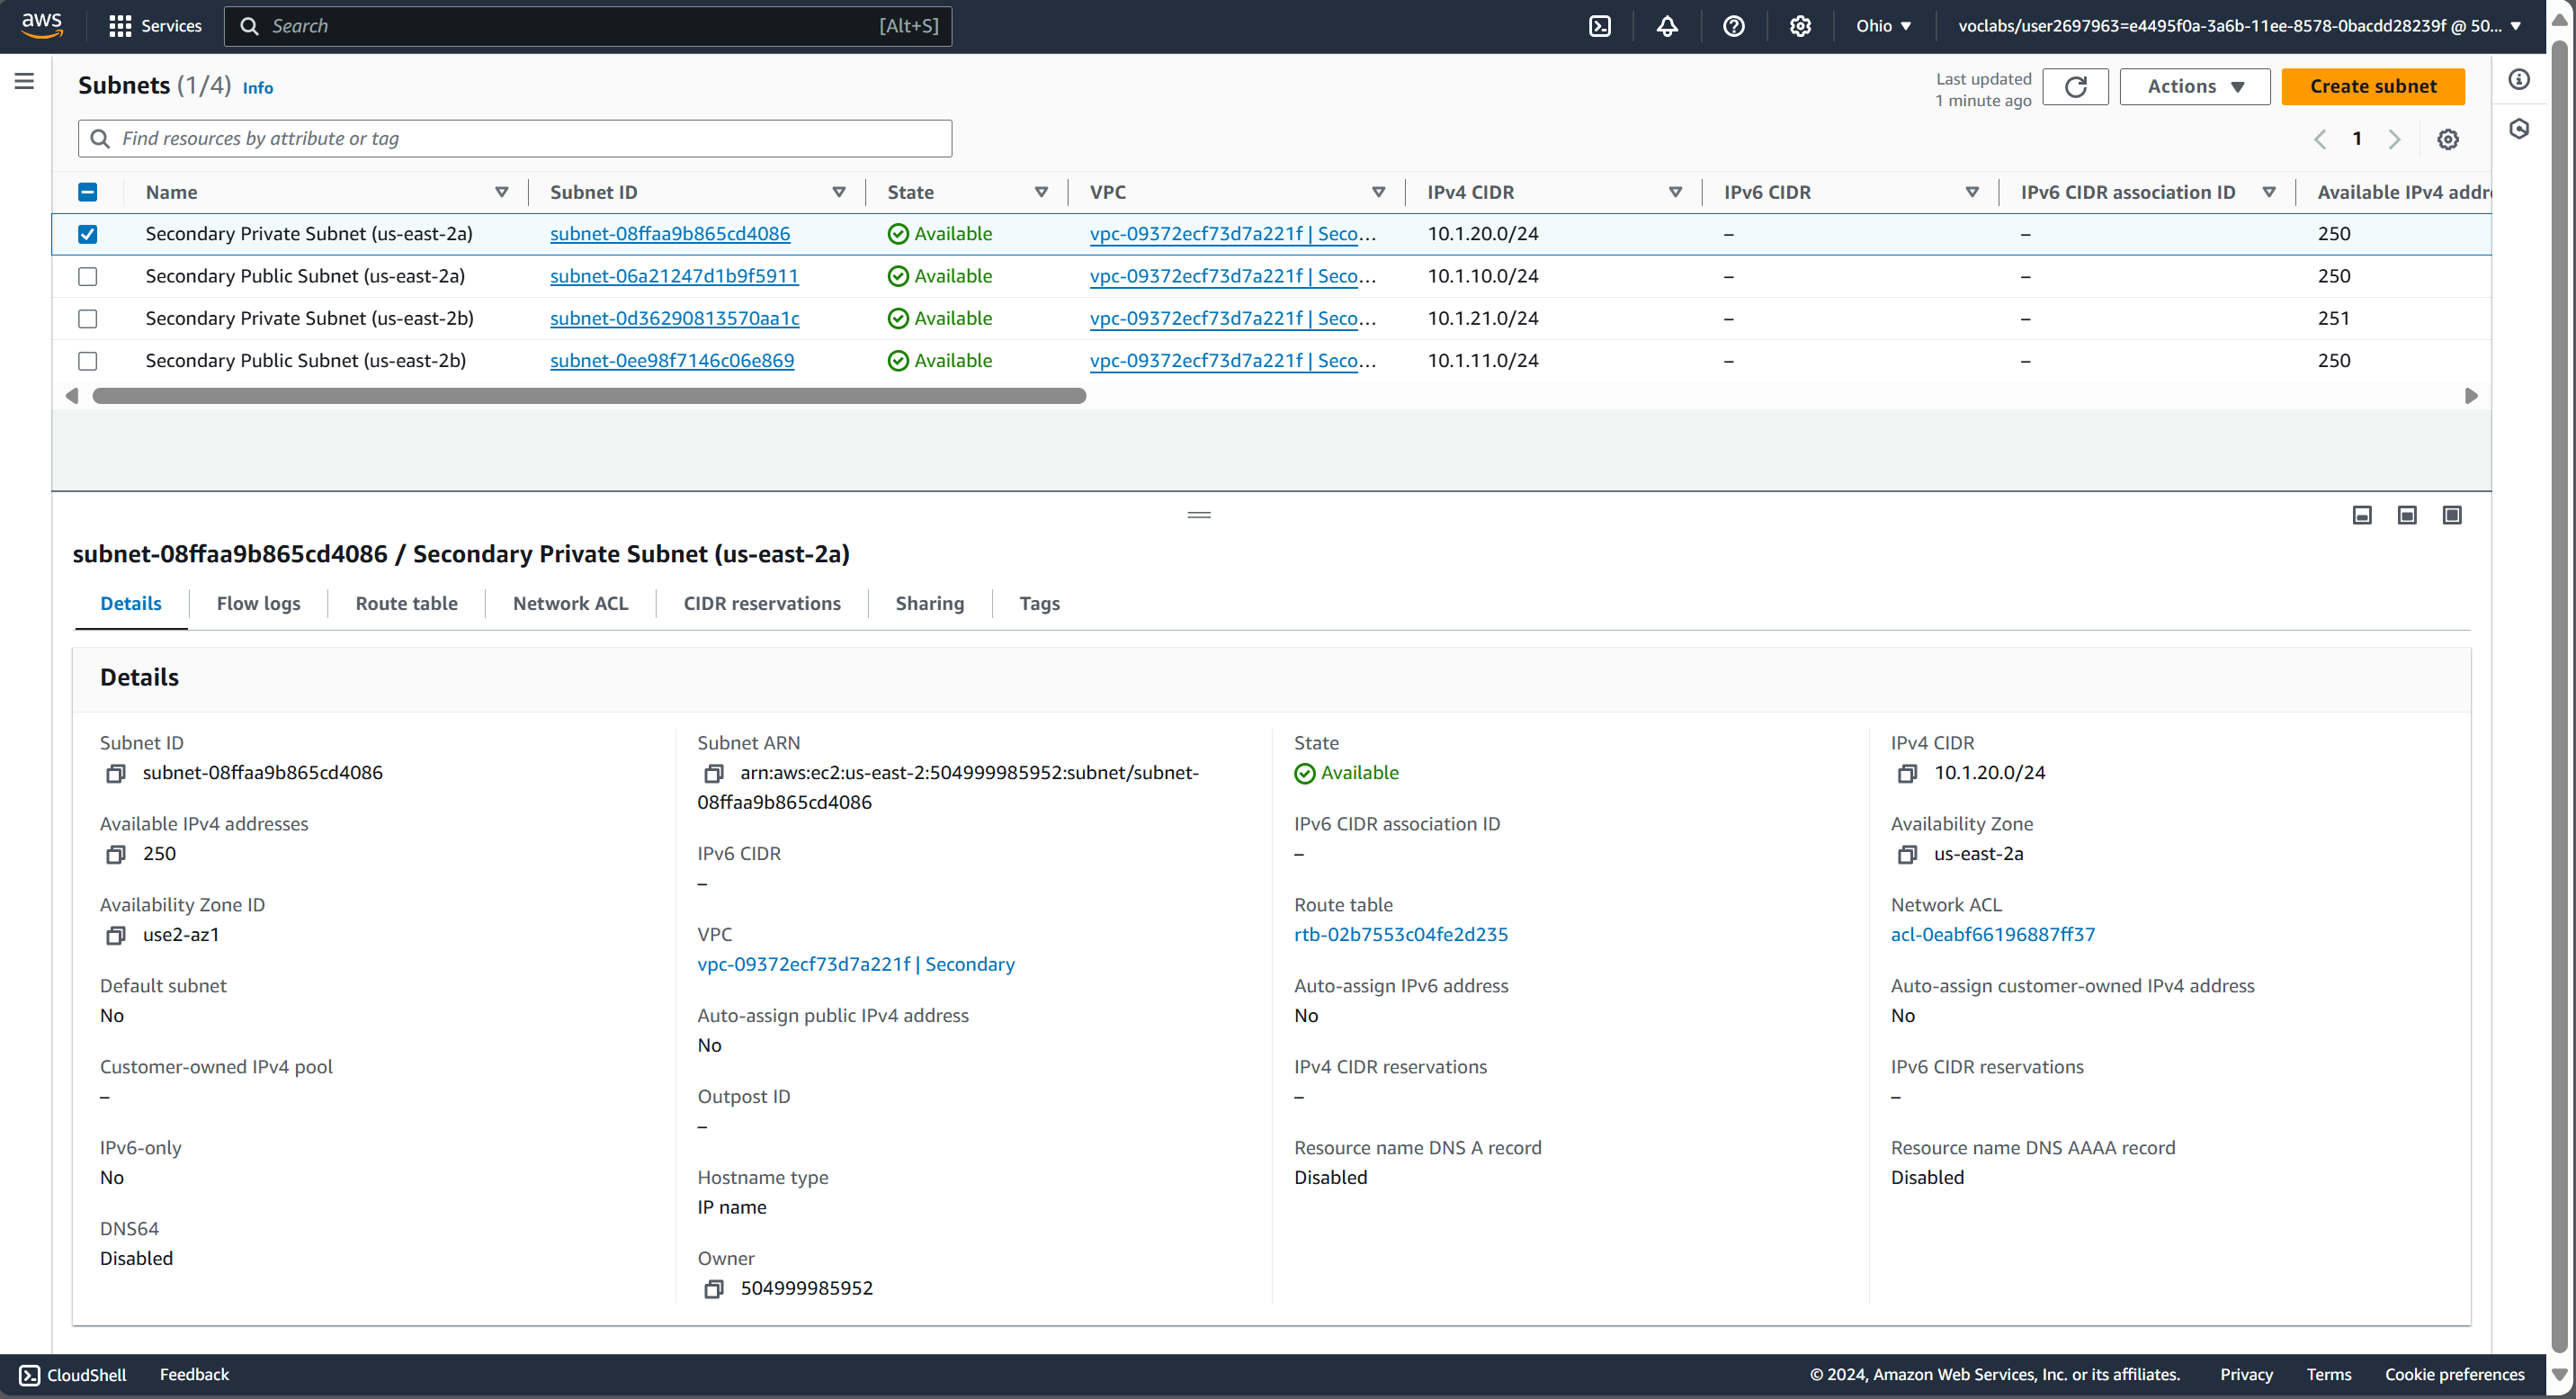 aws Services Search [Alt+S] Ohio ▼ voclabs/user2697963=e4495f0a-3a6b-11ee-8578-0bacdd28239f @ 50... ▼
Subnets (1/4) Info
Last updated
1 minute ago
Actions ▼
Create subnet
Find resources by attribute or tag
1
Name Subnet ID State VPC IPv4 CIDR IPv6 CIDR IPv6 CIDR association ID Available IPv4 addr
Secondary Private Subnet (us-east-2a) subnet-08ffaa9b865cd4086 Available vpc-09372ecf73d7a221f | Seco... 10.1.20.0/24 – – 250
Secondary Public Subnet (us-east-2a) subnet-06a21247d1b9f5911 Available vpc-09372ecf73d7a221f | Seco... 10.1.10.0/24 – – 250
Secondary Private Subnet (us-east-2b) subnet-0d36290813570aa1c Available vpc-09372ecf73d7a221f | Seco... 10.1.21.0/24 – – 251
Secondary Public Subnet (us-east-2b) subnet-0ee98f7146c06e869 Available vpc-09372ecf73d7a221f | Seco... 10.1.11.0/24 – – 250
subnet-08ffaa9b865cd4086 / Secondary Private Subnet (us-east-2a)
Details Flow logs Route table Network ACL CIDR reservations Sharing Tags
Details
Subnet ID
subnet-08ffaa9b865cd4086
Available IPv4 addresses
250
Availability Zone ID
use2-az1
Default subnet
No
Customer-owned IPv4 pool
–
IPv6-only
No
DNS64
Disabled
Subnet ARN
arn:aws:ec2:us-east-2:504999985952:subnet/subnet-
08ffaa9b865cd4086
IPv6 CIDR
–
VPC
vpc-09372ecf73d7a221f | Secondary
Auto-assign public IPv4 address
No
Outpost ID
–
Hostname type
IP name
Owner
504999985952
State
Available
IPv6 CIDR association ID
–
Route table
rtb-02b7553c04fe2d235
Auto-assign IPv6 address
No
IPv4 CIDR reservations
–
Resource name DNS A record
Disabled
IPv4 CIDR
10.1.20.0/24
Availability Zone
us-east-2a
Network ACL
acl-0eabf66196887ff37
Auto-assign customer-owned IPv4 address
No
IPv6 CIDR reservations
–
Resource name DNS AAAA record
Disabled
CloudShell Feedback © 2024, Amazon Web Services, Inc. or its affiliates. Privacy Terms Cookie preferences